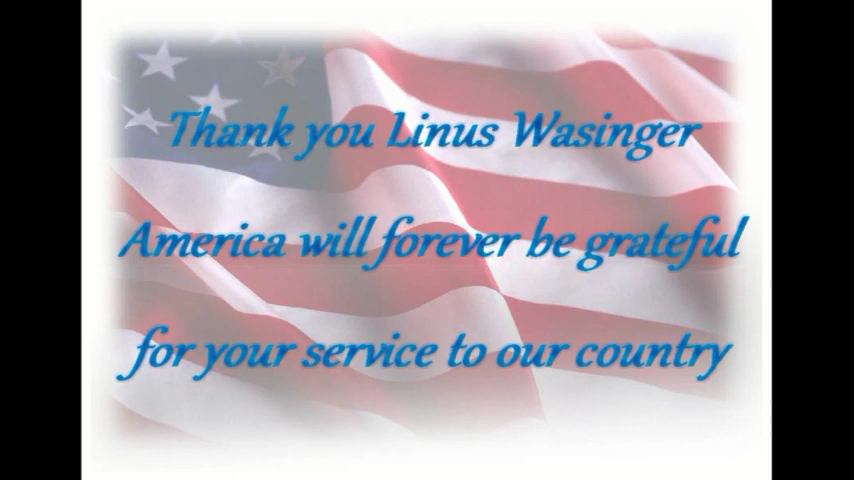 Thank you Linus Wasinger
America will forever be grateful
for your service to our country